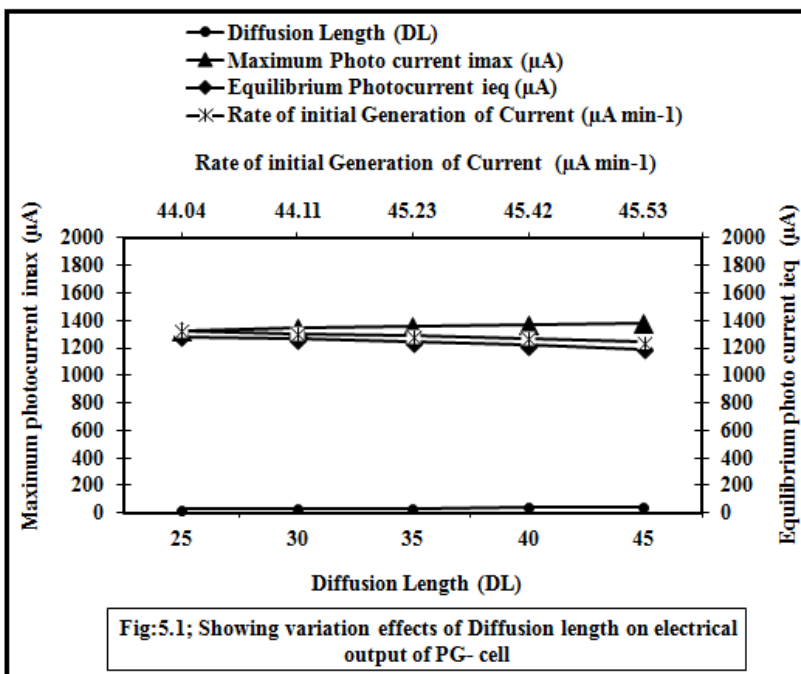 Diffusion Length (DL)
Maximum Photo current imax (µA)
Equilibrium Photocurrent ieq (µA)
Rate of initial Generation of Current (µA min-1)
Rate of initial Generation of Current (µA min-1)
44.04 44.11 45.23 45.42 45.53
Maximum photocurrent imax (µA)
2000
1800
1600
1400
1200
1000
800
600
400
200
0
2000
1800
1600
1400
1200
1000
800
600
400
200
0
Equilibrium photo current ieq (µA)
25 30 35 40 45
Diffusion Length (DL)
Fig:5.1; Showing variation effects of Diffusion length on electrical
output of PG- cell